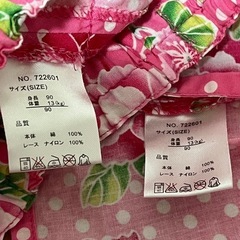 NO. 722601
サイズ(SIZE)
身長 90
体重 13kg
90
品質
本体 綿 100%
レース ナイロン 100%
NO. 722601
サイズ(SIZE)
身長 90
体重 13kg
90
品質
本体 綿 100%
レース ナイロン 100%